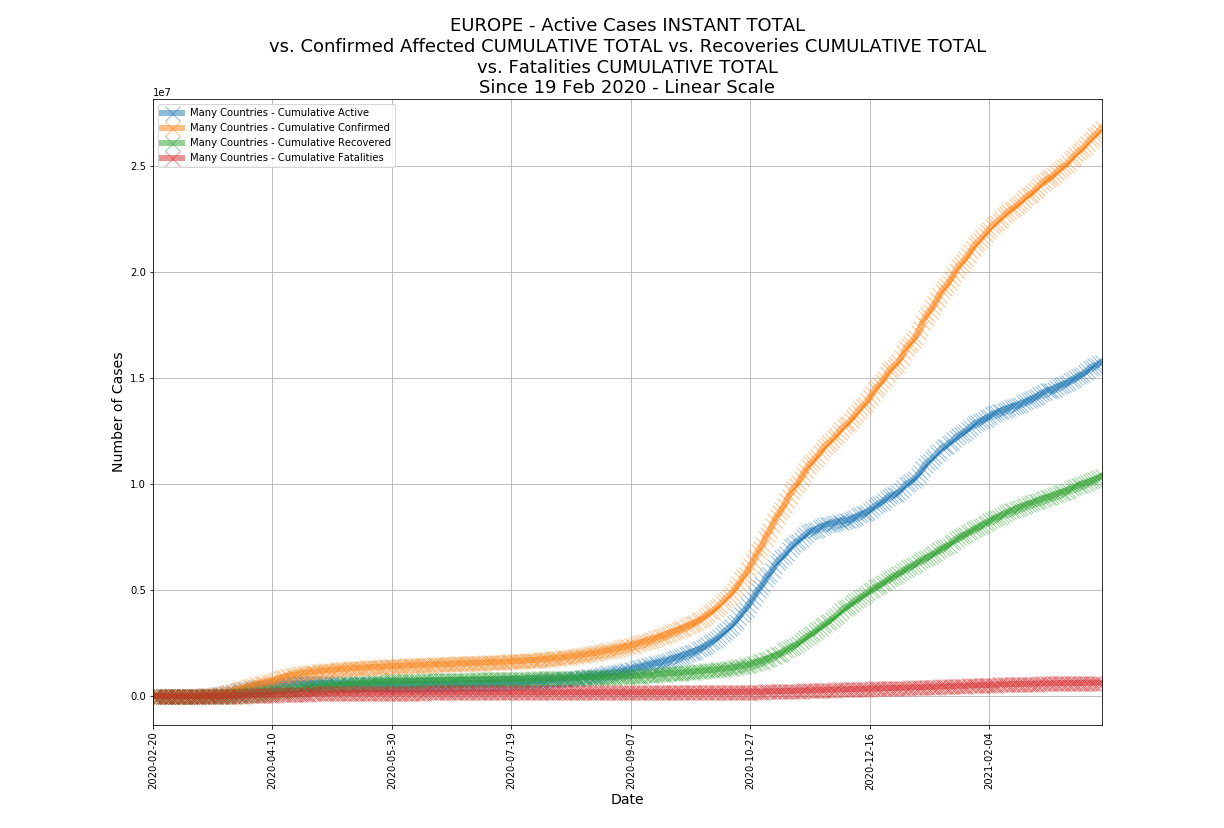 EUROPE - Active Cases INSTANT TOTAL
vs. Confirmed Affected CUMULATIVE TOTAL vs. Recoveries CUMULATIVE TOTAL
vs. Fatalities CUMULATIVE TOTAL
Since 19 Feb 2020 - Linear Scale
1e7
Many Countries - Cumulative Active
Many Countries - Cumulative Confirmed
Many Countries - Cumulative Recovered
Many Countries - Cumulative Fatalities
2.5
2.0
1.5
1.0
0.5
0.0
Number of Cases
2020-02-20
2020-04-10
2020-05-30
2020-07-19
2020-09-07
2020-10-27
2020-12-16
2021-02-04
Date